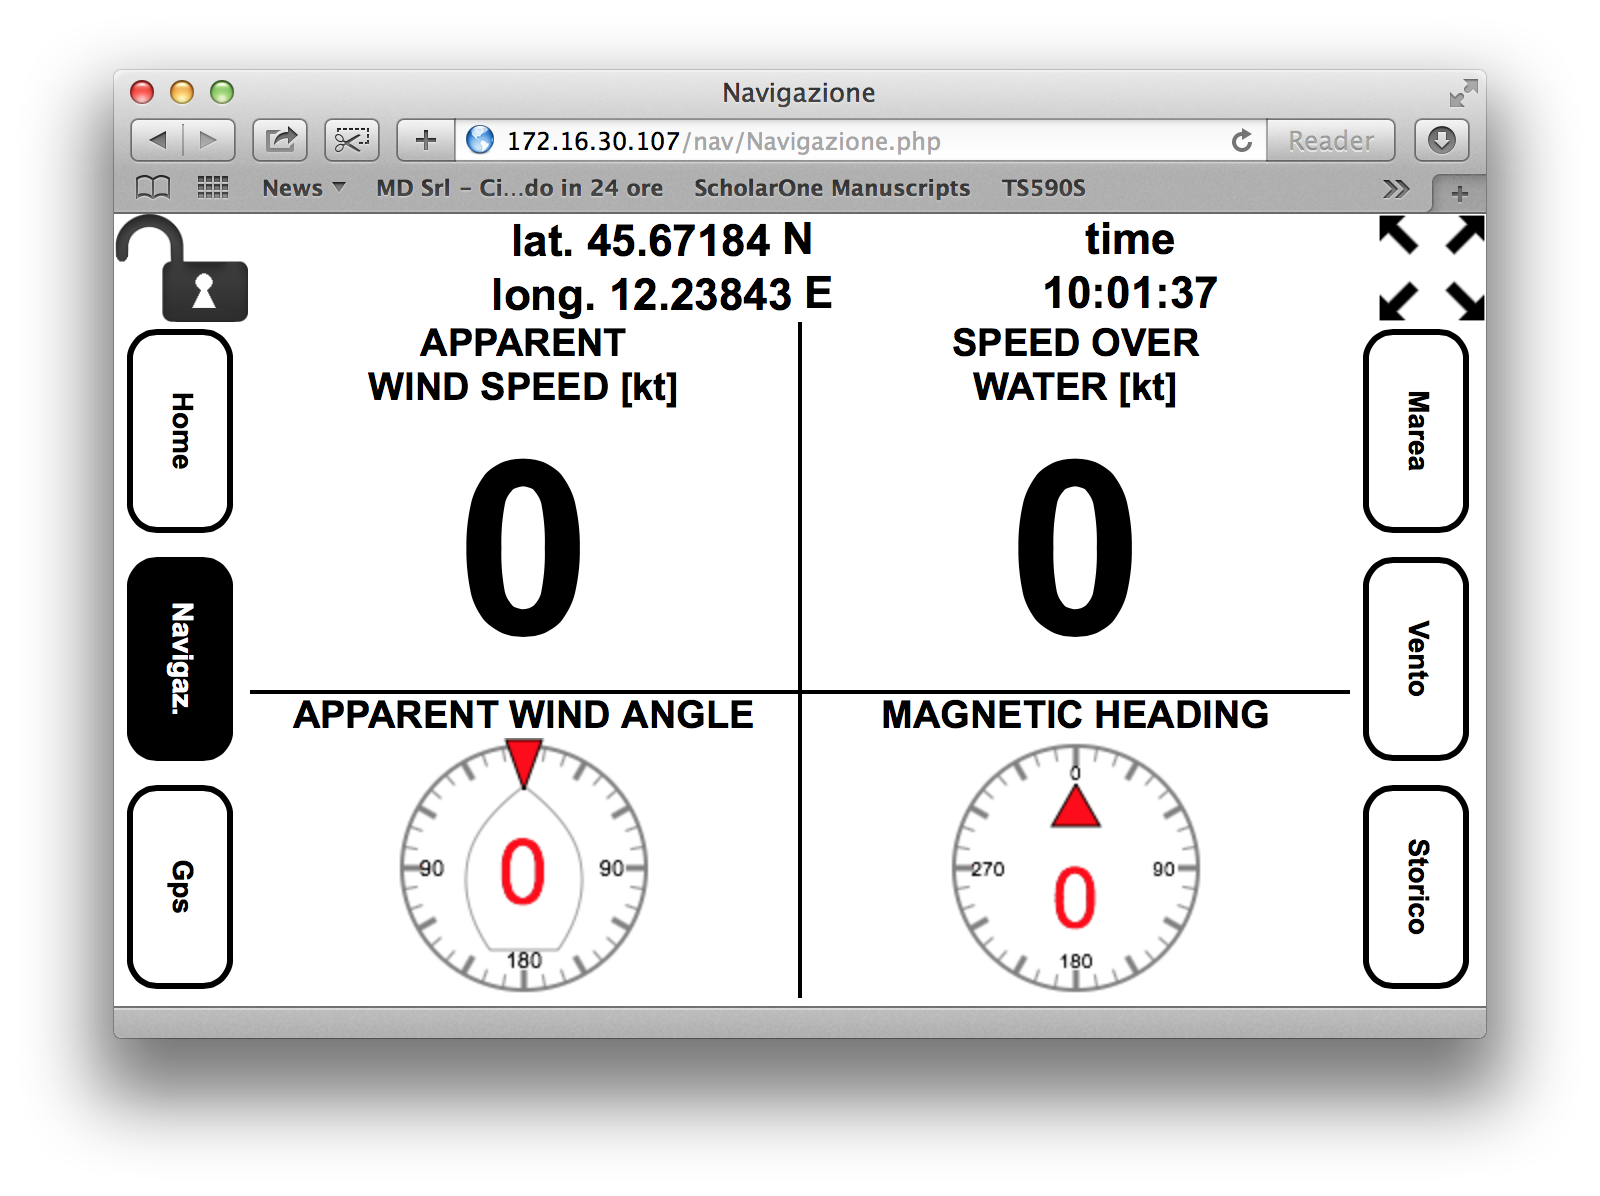 Navigazione
172.16.30.107/nav/Navigazione.php
Reader
News
MD Srl – Ci...do in 24 ore
ScholarOne Manuscripts
TS590S
lat. 45.67184 N
long. 12.23843 E
time
10:01:37
Home
Navigaz.
Gps
APPARENT
WIND SPEED [kt]
0
SPEED OVER
WATER [kt]
0
APPARENT WIND ANGLE
90
0
90
180
MAGNETIC HEADING
0
270
90
0
180
Marea
Vento
Storico